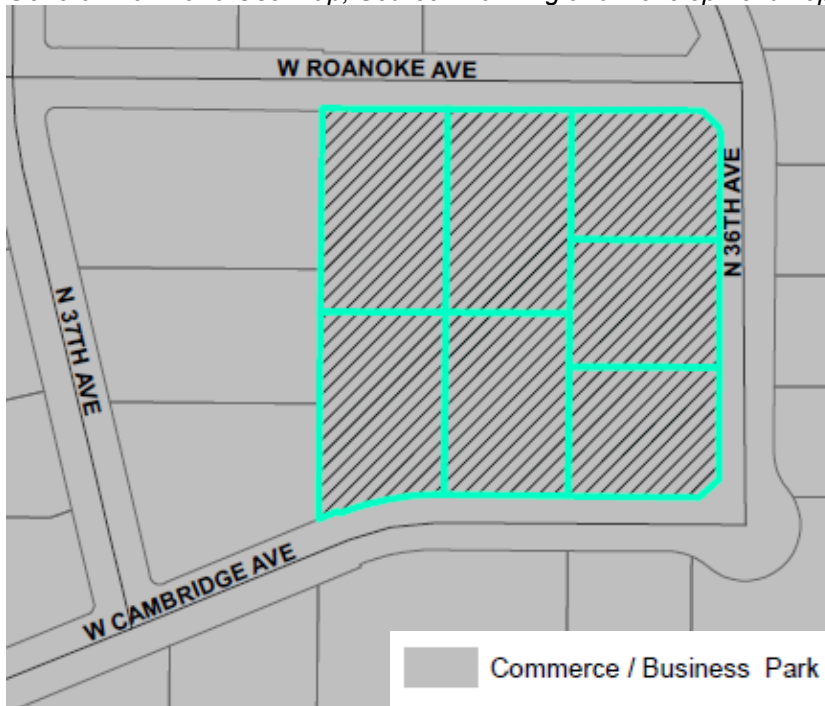 W ROANOKE AVE
N 36TH AVE
N 37TH AVE
W CAMBRIDGE AVE
Commerce / Business Park